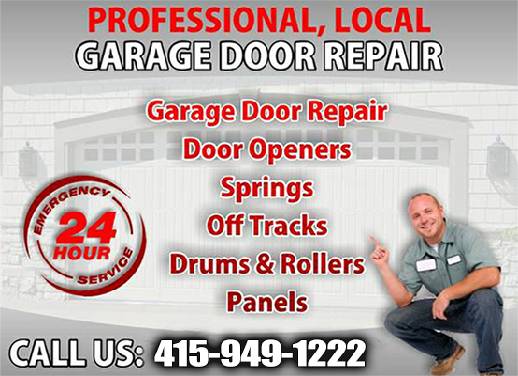 PROFESSIONAL, LOCAL
GARAGE DOOR REPAIR
Garage Door Repair
Door Openers
Springs
Off Tracks
Drums & Rollers
Panels
EMERGENCY
24
HOUR
SERVICE
CALL US: 415-949-1222